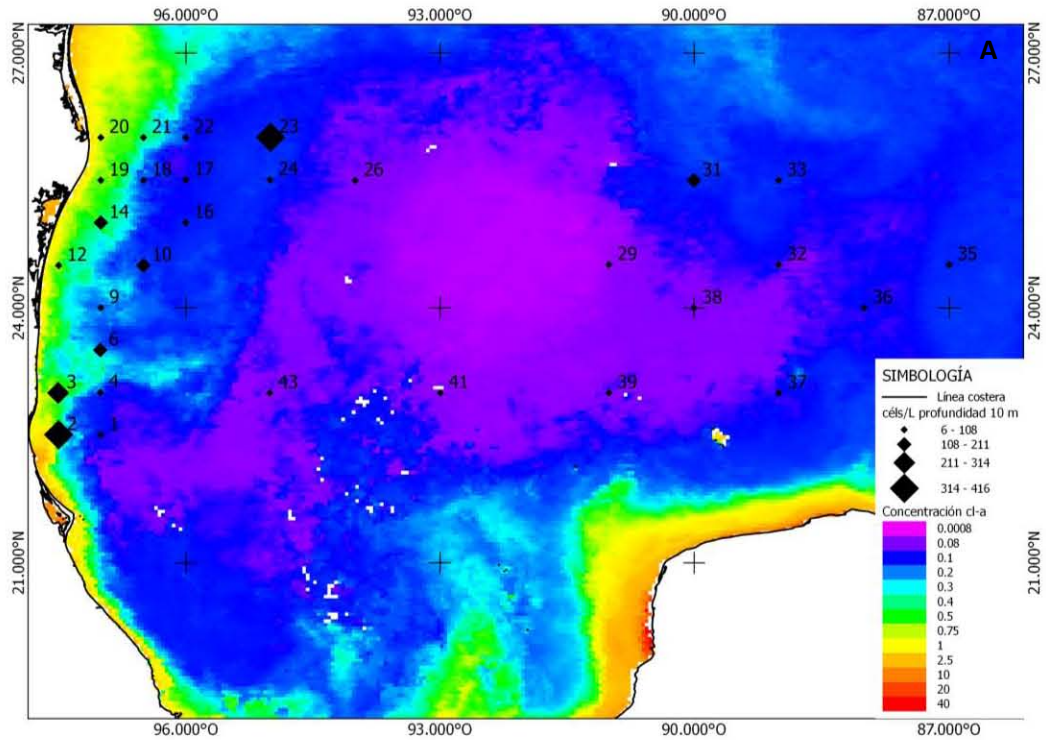 96.000°O 93.000°O 90.000°O 87.000°O
27.000°N A 27.000°N
20 21 22 23
19 18 17 24 26 31 33
14 16
12 10 29 32 35
24.000°N 9 38 36 24.000°N
6
3 4 43 41 39 37
2 1
SIMBOLOGÍA
Línea costera
céls/L profundidad 10 m
6 - 108
108 - 211
211 - 314
314 - 416
Concentración cl-a
0.0008
0.08
0.1
0.2
0.3
0.4
0.5
0.75
1
2.5
10
20
40
21.000°N 21.000°N
96.000°O 93.000°O 90.000°O 87.000°O